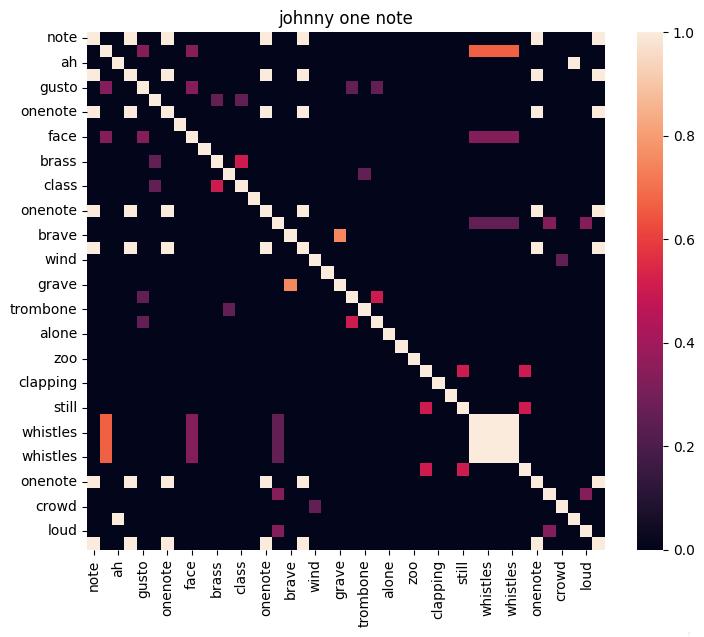 johnny one note
note
ah
gusto
onenote
face
brass
class
onenote
brave
wind
grave
trombone
alone
zoo
clapping
still
whistles
whistles
onenote
crowd
loud
1.0
0.8
0.6
0.4
0.2
0.0
note
ah
gusto
onenote
face
brass
class
onenote
brave
wind
grave
trombone
alone
zoo
clapping
still
whistles
whistles
onenote
crowd
loud